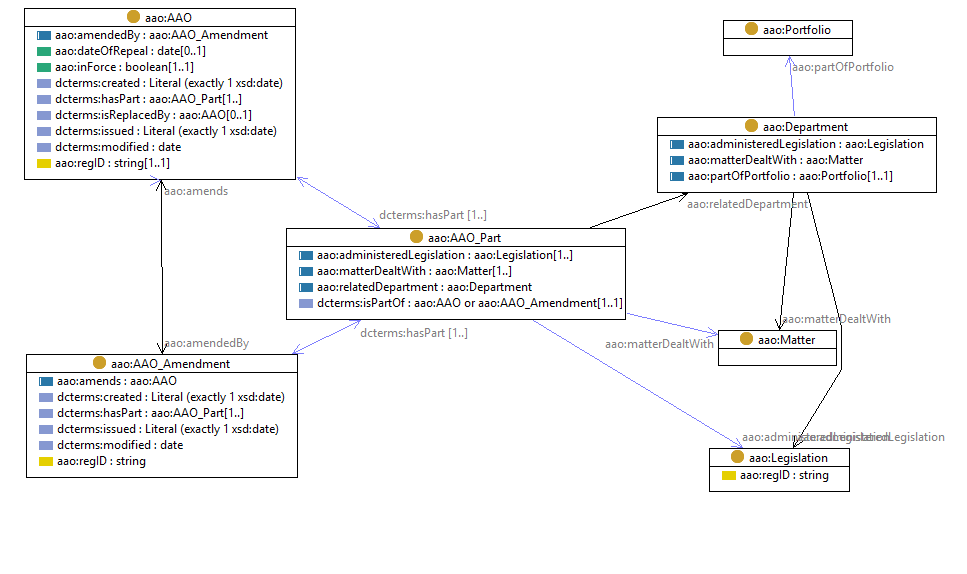 aao:AAO
aao:amendedBy : aao:AAO_Amendment
aao:dateOfRepeal : date[0..1]
aao:inForce : boolean[1..1]
dcterms:created : Literal (exactly 1 xsd:date)
dcterms:hasPart : aao:AAO_Part[1..]
dcterms:isReplacedBy : aao:AAO[0..1]
dcterms:issued : Literal (exactly 1 xsd:date)
dcterms:modified : date
aao:regID : string[1..1]
aao:Portfolio
aao:partOfPortfolio
aao:Department
aao:administeredLegislation : aao:Legislation
aao:matterDealtWith : aao:Matter
aao:partOfPortfolio : aao:Portfolio[1..1]
aao:amends
aao:relatedDepartment
dcterms:hasPart [1..]
aao:AAO_Part
aao:administeredLegislation : aao:Legislation[1..]
aao:matterDealtWith : aao:Matter[1..]
aao:relatedDepartment : aao:Department
dcterms:isPartOf : aao:AAO or aao:AAO_Amendment[1..1]
aao:matterDealtWith
dcterms:hasPart [1..]
aao:amendedBy
aao:matterDealtWith
aao:Matter
aao:AAO_Amendment
aao:amends : aao:AAO
dcterms:created : Literal (exactly 1 xsd:date)
dcterms:hasPart : aao:AAO_Part[1..]
dcterms:issued : Literal (exactly 1 xsd:date)
dcterms:modified : date
aao:regID : string
aao:administeredLegislation
aao:administeredLegislation
aao:Legislation
aao:regID : string